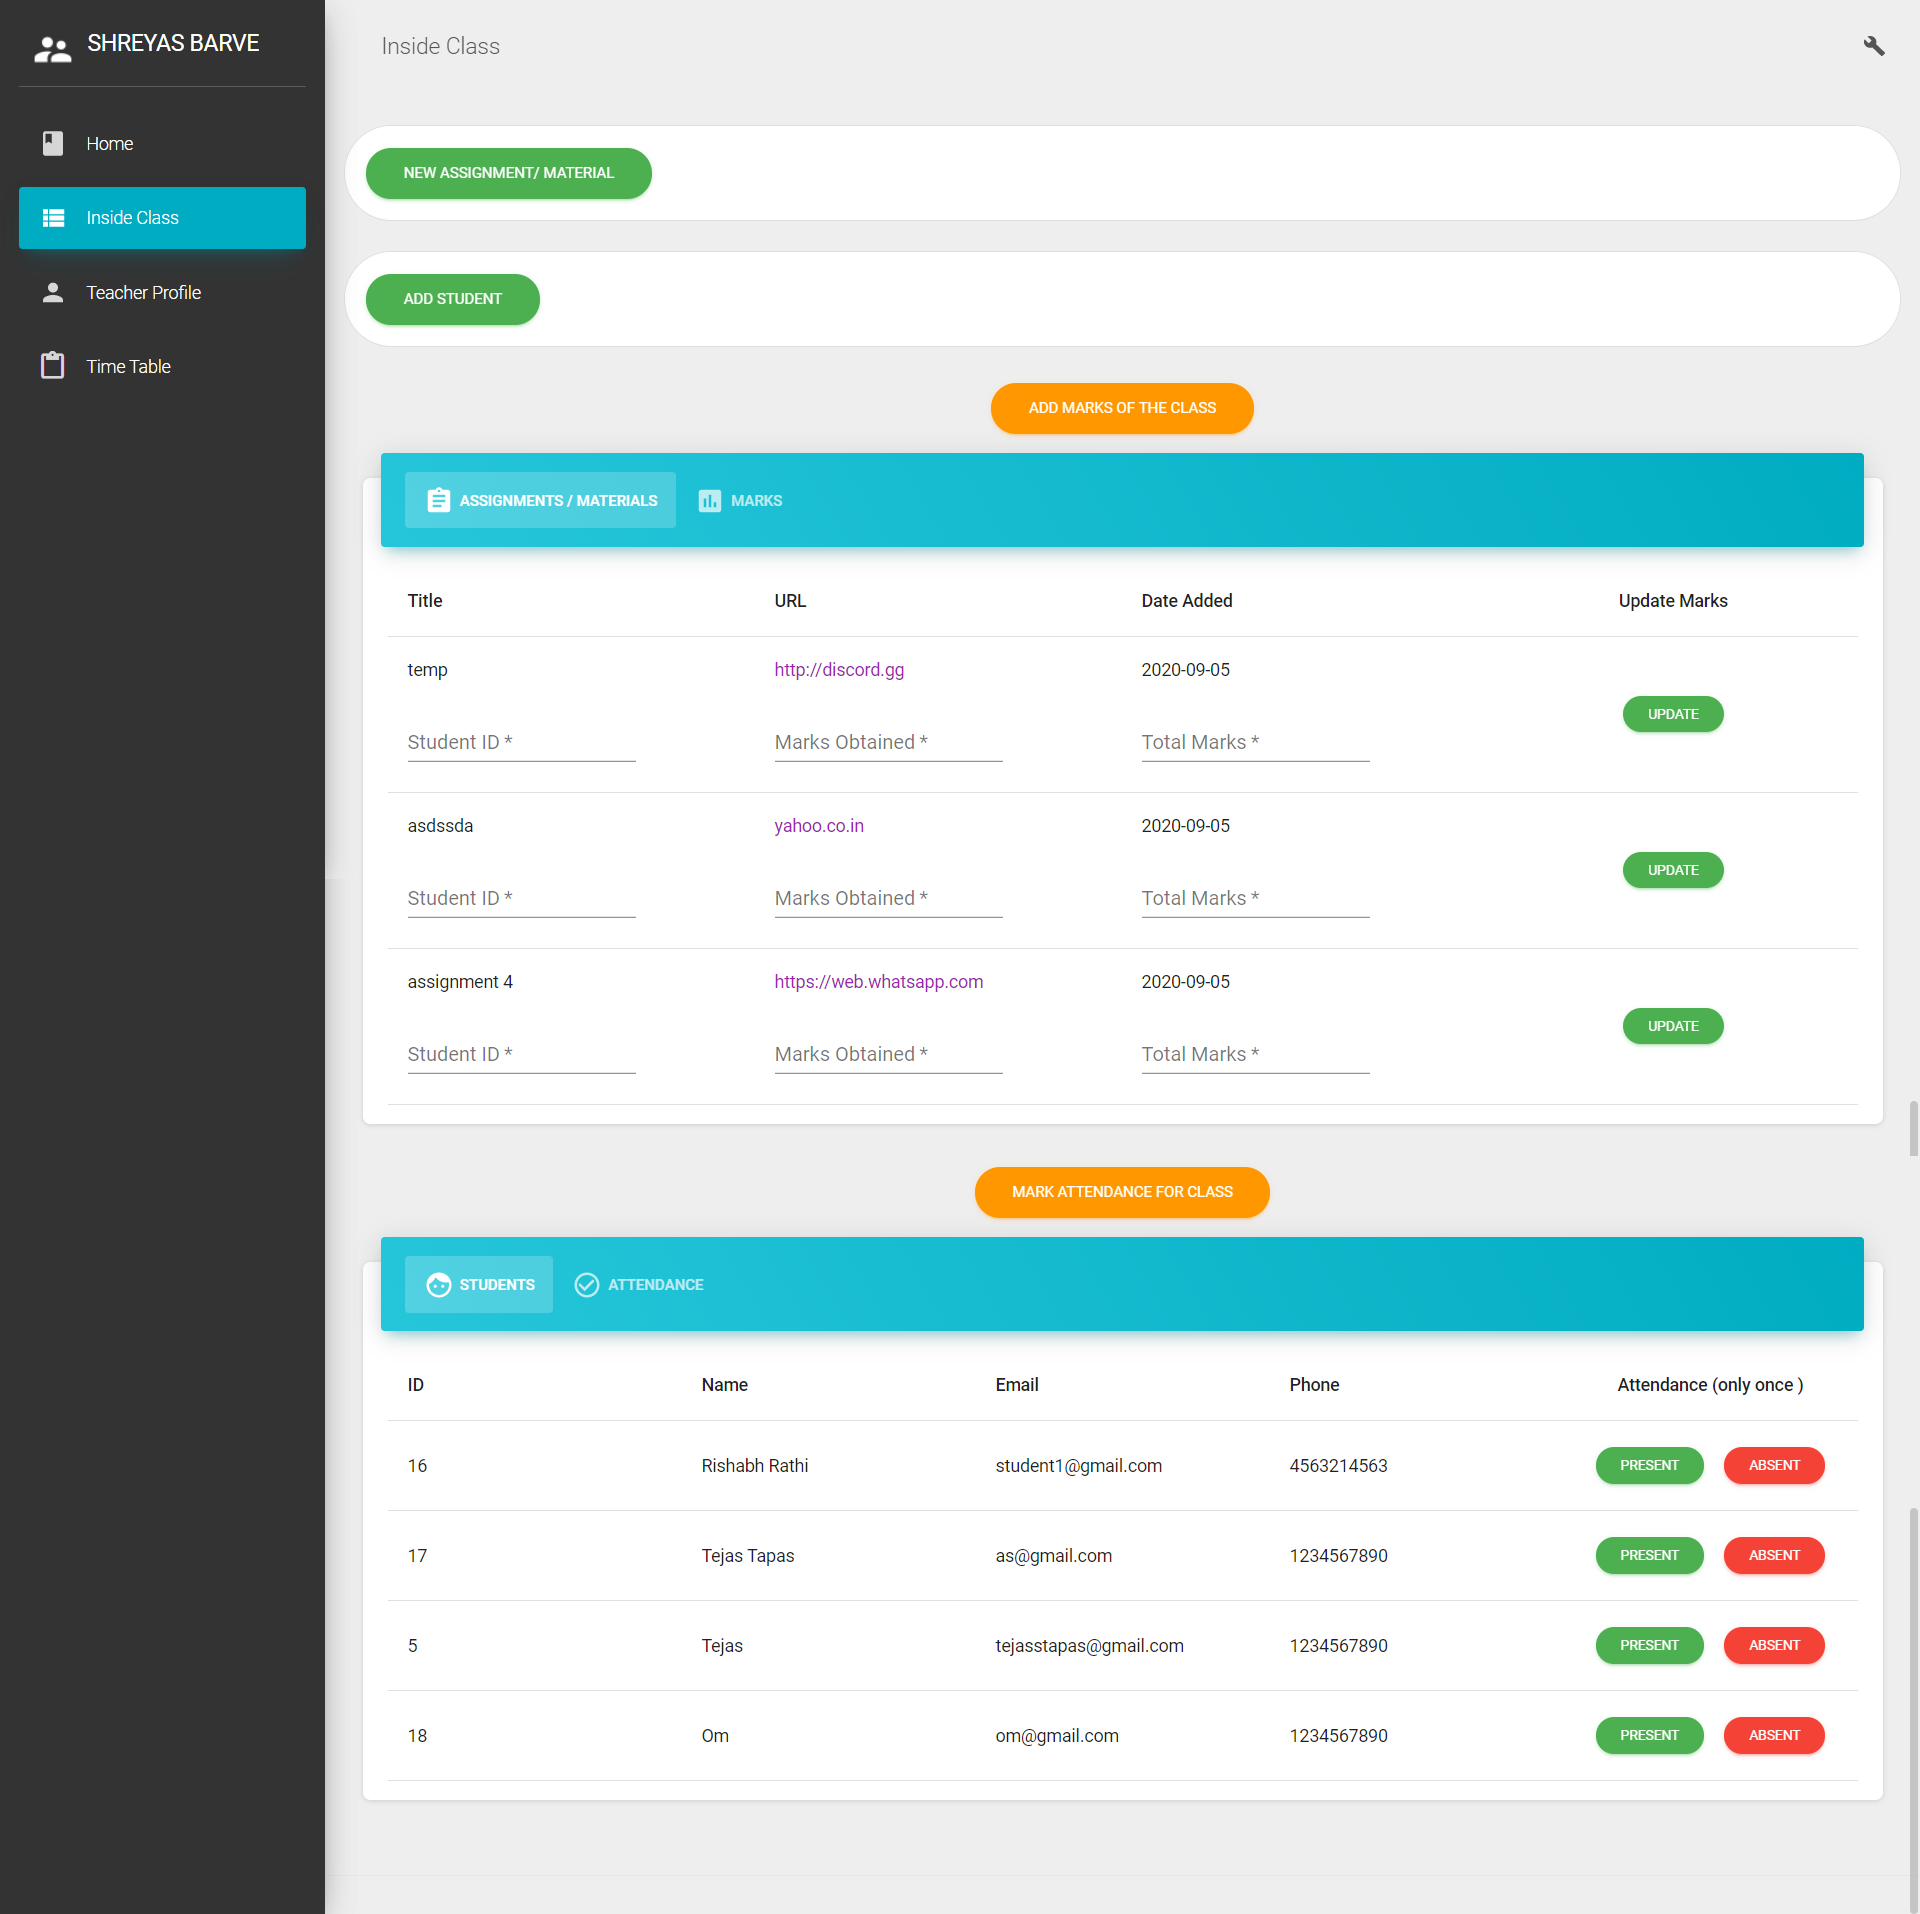 SHREYAS BARVE
Home
Inside Class
Teacher Profile
Time Table
Inside Class
NEW ASSIGNMENT/ MATERIAL
ADD STUDENT
ADD MARKS OF THE CLASS
ASSIGNMENTS / MATERIALS MARKS
Title URL Date Added Update Marks
temp http://discord.gg 2020-09-05
UPDATE
Student ID * Marks Obtained * Total Marks *
asdssda yahoo.co.in 2020-09-05
UPDATE
Student ID * Marks Obtained * Total Marks *
assignment 4 https://web.whatsapp.com 2020-09-05
UPDATE
Student ID * Marks Obtained * Total Marks *
MARK ATTENDANCE FOR CLASS
STUDENTS ATTENDANCE
ID Name Email Phone Attendance (only once )
16 Rishabh Rathi student1@gmail.com 4563214563 PRESENT ABSENT
17 Tejas Tapas as@gmail.com 1234567890 PRESENT ABSENT
5 Tejas tejasstapas@gmail.com 1234567890 PRESENT ABSENT
18 Om om@gmail.com 1234567890 PRESENT ABSENT